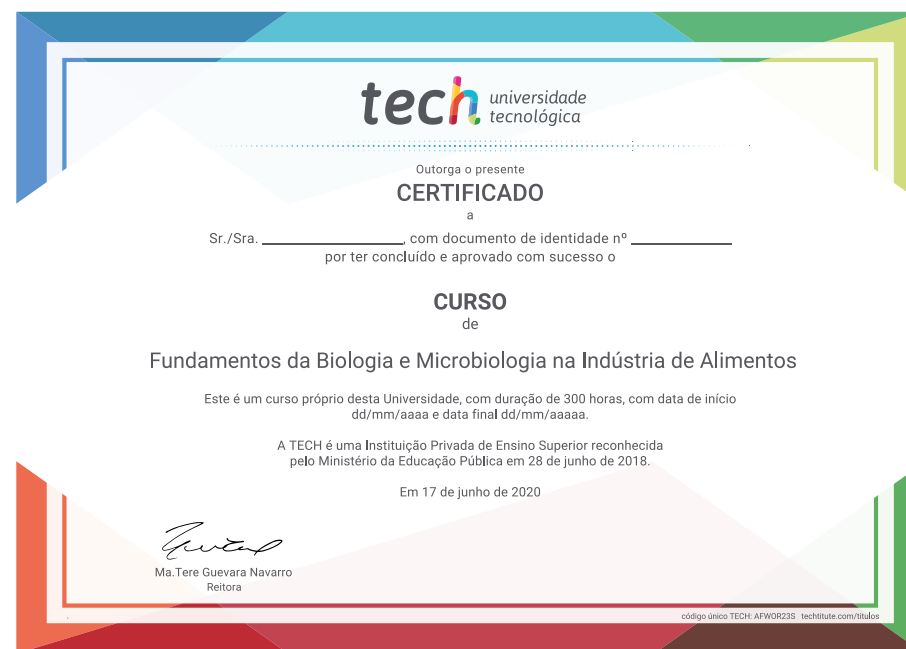 tech universidade
tecnológica
Outorga o presente
CERTIFICADO
a
Sr./Sra. ____________, com documento de identidade nº ____________
por ter concluído e aprovado com sucesso o
CURSO
de
Fundamentos da Biologia e Microbiologia na Indústria de Alimentos
Este é um curso próprio desta Universidade, com duração de 300 horas, com data de início
dd/mm/aaaa e data final dd/mm/aaaaa.
A TECH é uma Instituição Privada de Ensino Superior reconhecida
pelo Ministério da Educação Pública em 28 de junho de 2018.
Em 17 de junho de 2020
Ma.Tere Guevara Navarro
Reitora
código único TECH: AFWOR23S techtitute.com/titulos